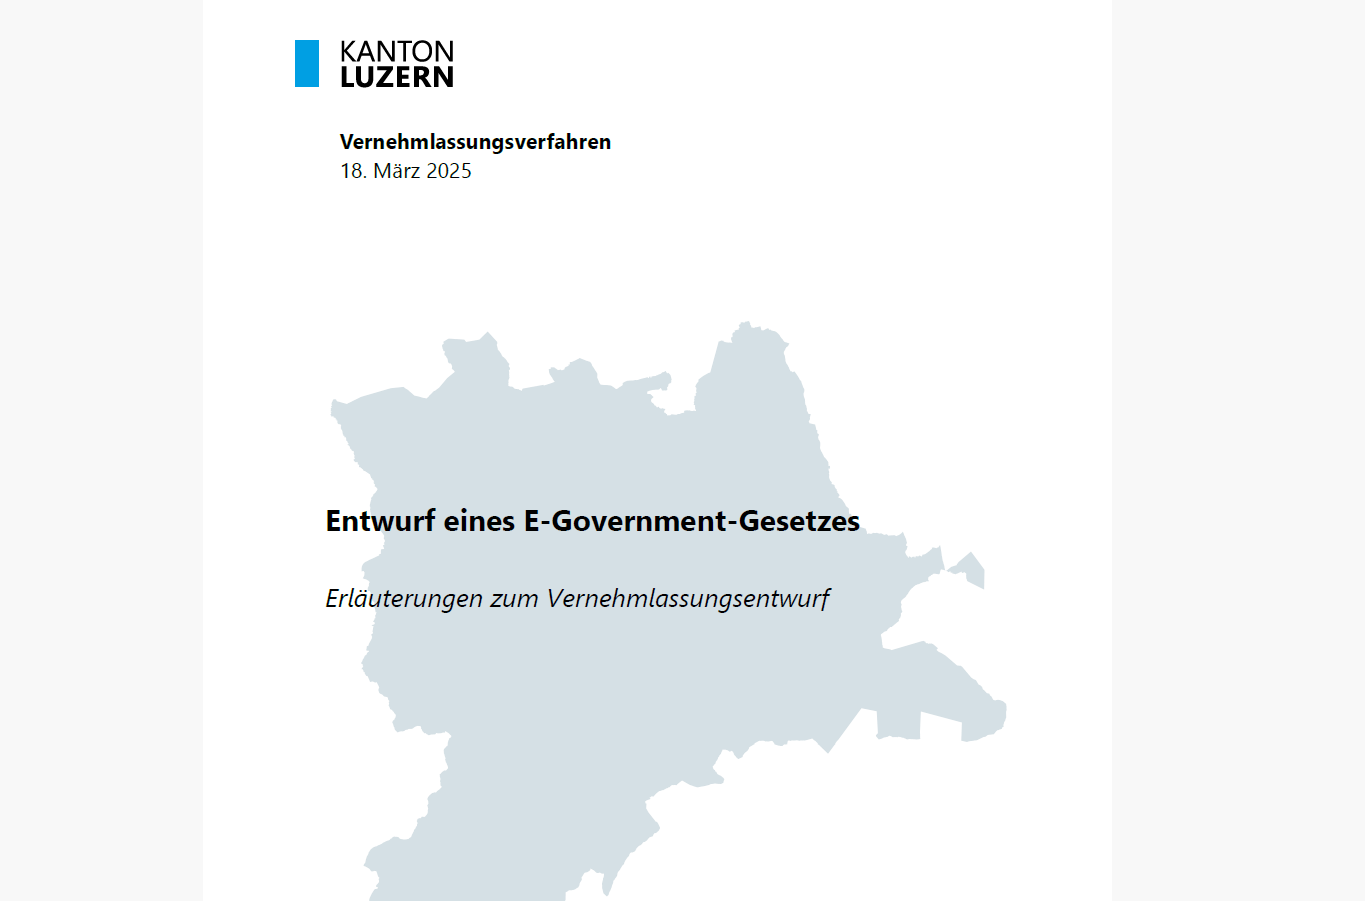 KANTON
LUZERN
Vernehmlassungsverfahren
18. März 2025
Entwurf eines E-Government-Gesetzes
Erläuterungen zum Vernehmlassungsentwurf